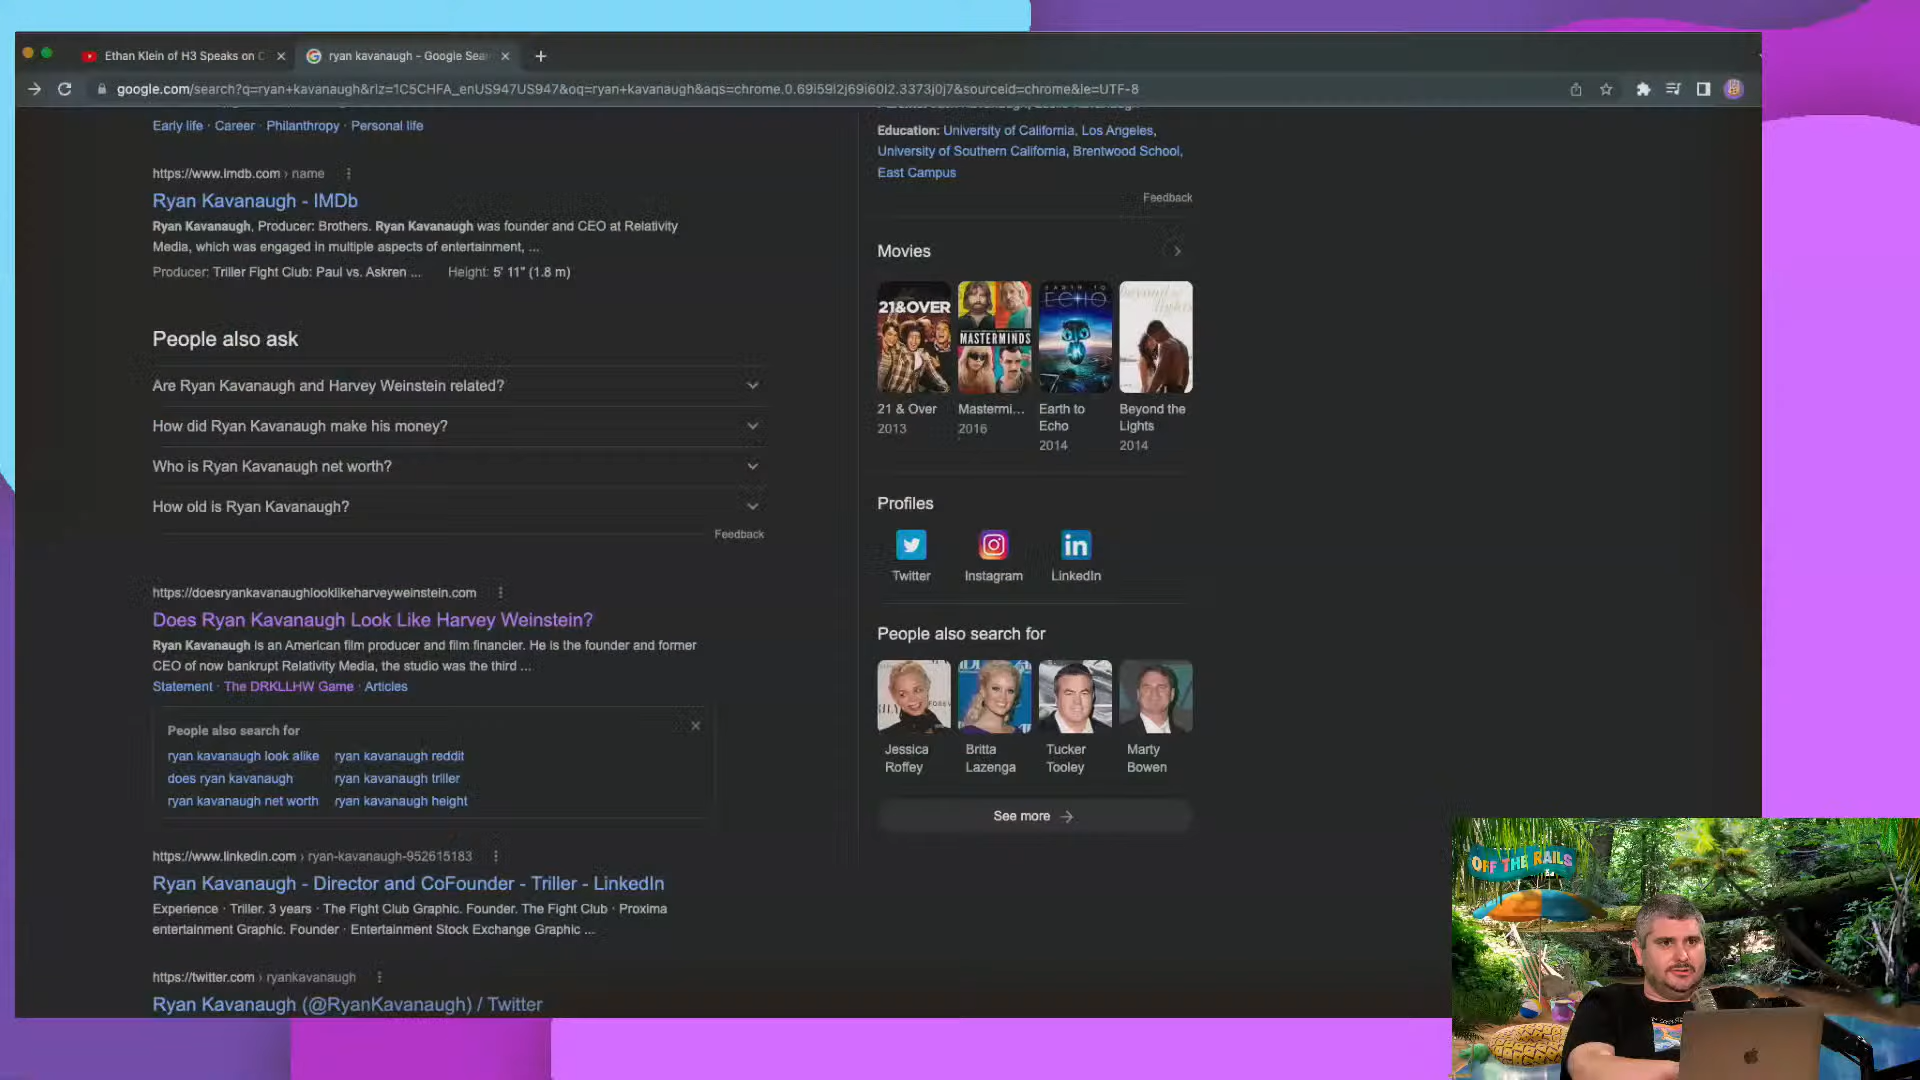 Ethan Klein of H3 Speaks on C
ryan kavanaugh – Google Sear
google.com/search?q=ryan+kavanaugh&rlz=1C5CHFA_enUS947US947&oq=ryan+kavanaugh&aqs=chrome.0.69i59l2j69i60l2.3373j0j7&sourceid=chrome&ie=UTF-8
Early life · Career · Philanthropy · Personal life
https://www.imdb.com › name
Ryan Kavanaugh - IMDb
Ryan Kavanaugh, Producer: Brothers. Ryan Kavanaugh was founder and CEO at Relativity
Media, which was engaged in multiple aspects of entertainment, ...
Producer: Triller Fight Club: Paul vs. Askren ... Height: 5' 11" (1.8 m)
People also ask
Are Ryan Kavanaugh and Harvey Weinstein related?
How did Ryan Kavanaugh make his money?
Who is Ryan Kavanaugh net worth?
How old is Ryan Kavanaugh?
Feedback
https://doesryankavanaughlooklikeharveyweinstein.com
Does Ryan Kavanaugh Look Like Harvey Weinstein?
Ryan Kavanaugh is an American film producer and film financier. He is the founder and former
CEO of now bankrupt Relativity Media, the studio was the third ...
Statement · The DRKLLHW Game · Articles
People also search for
ryan kavanaugh look alike ryan kavanaugh reddit
does ryan kavanaugh ryan kavanaugh triller
ryan kavanaugh net worth ryan kavanaugh height
https://www.linkedin.com › ryan-kavanaugh-952615183
Ryan Kavanaugh - Director and CoFounder - Triller - LinkedIn
Experience · Triller. 3 years · The Fight Club Graphic. Founder. The Fight Club · Proxima
entertainment Graphic. Founder · Entertainment Stock Exchange Graphic ...
https://twitter.com › ryankavanaugh
Ryan Kavanaugh (@RyanKavanaugh) / Twitter
Education: University of California, Los Angeles,
University of Southern California, Brentwood School,
East Campus
Feedback
Movies
21&OVER
MASTERMINDS
EARTH TO
ECHO
21 & Over
2013
Mastermi...
2016
Earth to
Echo
2014
Beyond the
Lights
2014
Profiles
Twitter Instagram LinkedIn
People also search for
Jessica
Roffey
Britta
Lazenga
Tucker
Tooley
Marty
Bowen
See more
OFF THE RAILS